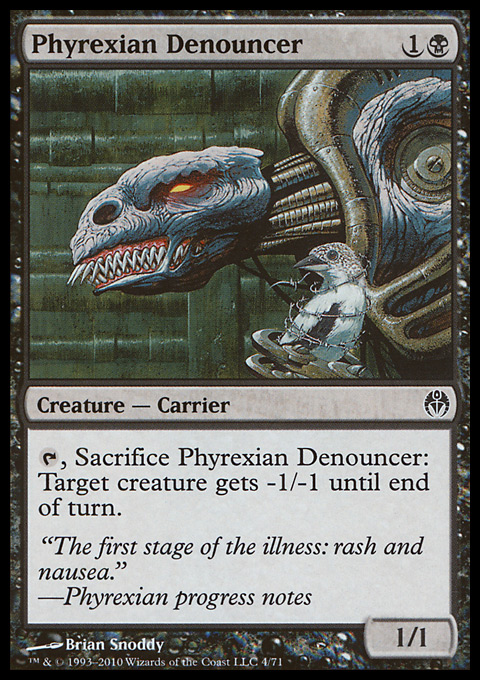 Phyrexian Denouncer 1
Creature — Carrier
, Sacrifice Phyrexian Denouncer:
Target creature gets -1/-1 until end
of turn.
“The first stage of the illness: rash and
nausea.”
—Phyrexian progress notes
1/1
Brian Snoddy
™ & © 1993–2010 Wizards of the Coast LLC 4/71